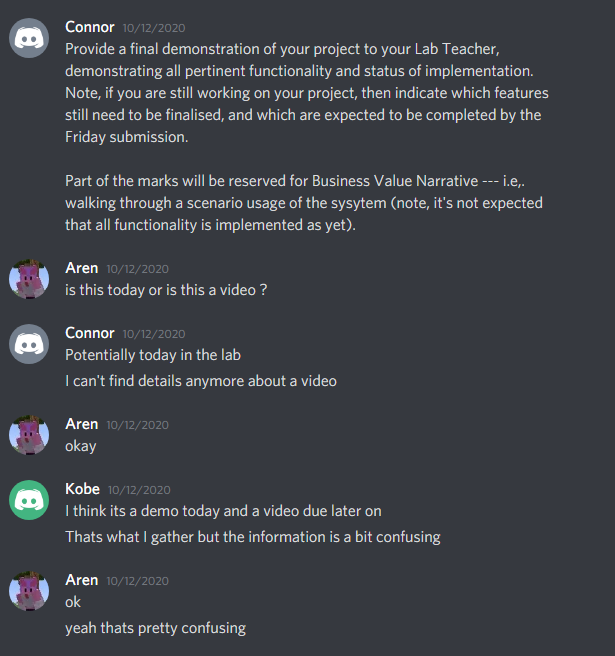 Connor 10/12/2020
Provide a final demonstration of your project to your Lab Teacher,
demonstrating all pertinent functionality and status of implementation.
Note, if you are still working on your project, then indicate which features
still need to be finalised, and which are expected to be completed by the
Friday submission.
Part of the marks will be reserved for Business Value Narrative --- i.e,.
walking through a scenario usage of the sysytem (note, it's not expected
that all functionality is implemented as yet).
Aren 10/12/2020
is this today or is this a video ?
Connor 10/12/2020
Potentially today in the lab
I can't find details anymore about a video
Aren 10/12/2020
okay
Kobe 10/12/2020
I think its a demo today and a video due later on
Thats what I gather but the information is a bit confusing
Aren 10/12/2020
ok
yeah thats pretty confusing